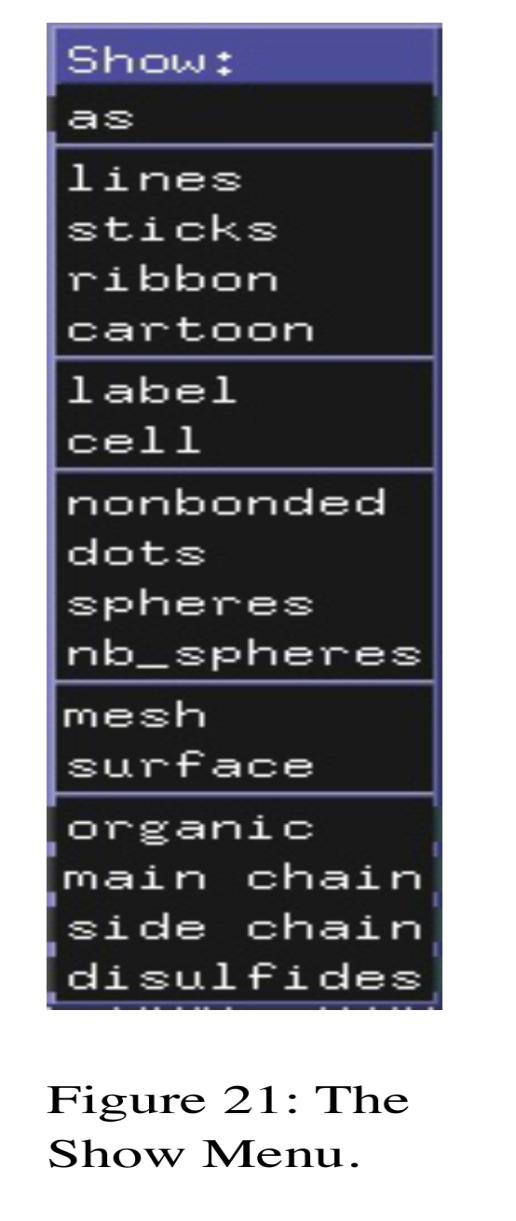 Show:
as
lines
sticks
ribbon
cartoon
label
cell
nonbonded
dots
spheres
nb_spheres
mesh
surface
organic
main chain
side chain
disulfides
Figure 21: The
Show Menu.